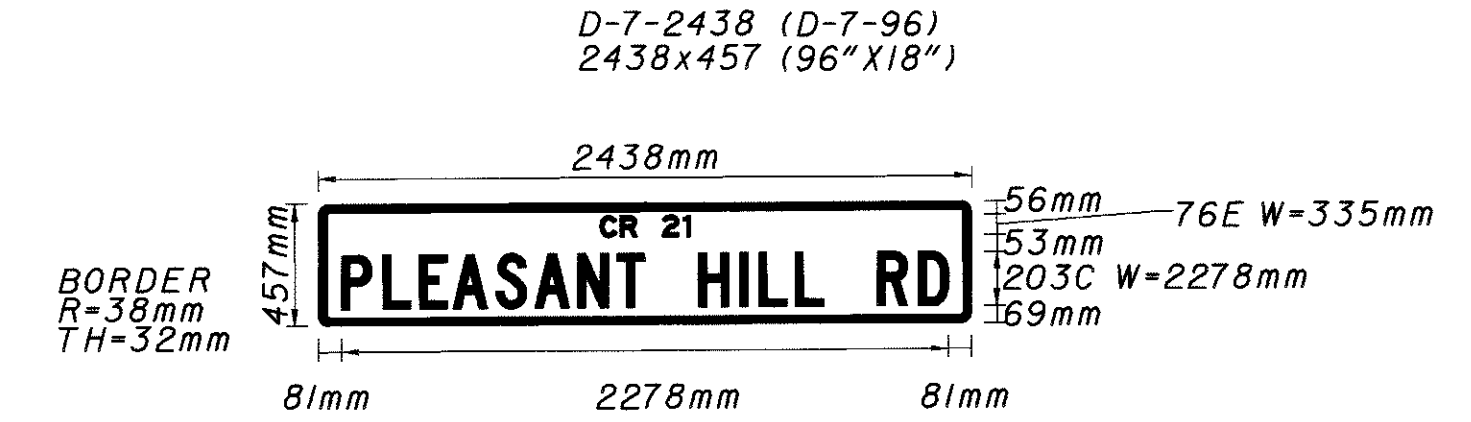 D-7-2438 (D-7-96)
2438x457 (96"X18")
2438mm
457mm
CR 21
PLEASANT HILL RD
BORDER
R=38mm
TH=32mm
56mm
76E W=335mm
53mm
203C W=2278mm
69mm
81mm 2278mm 81mm